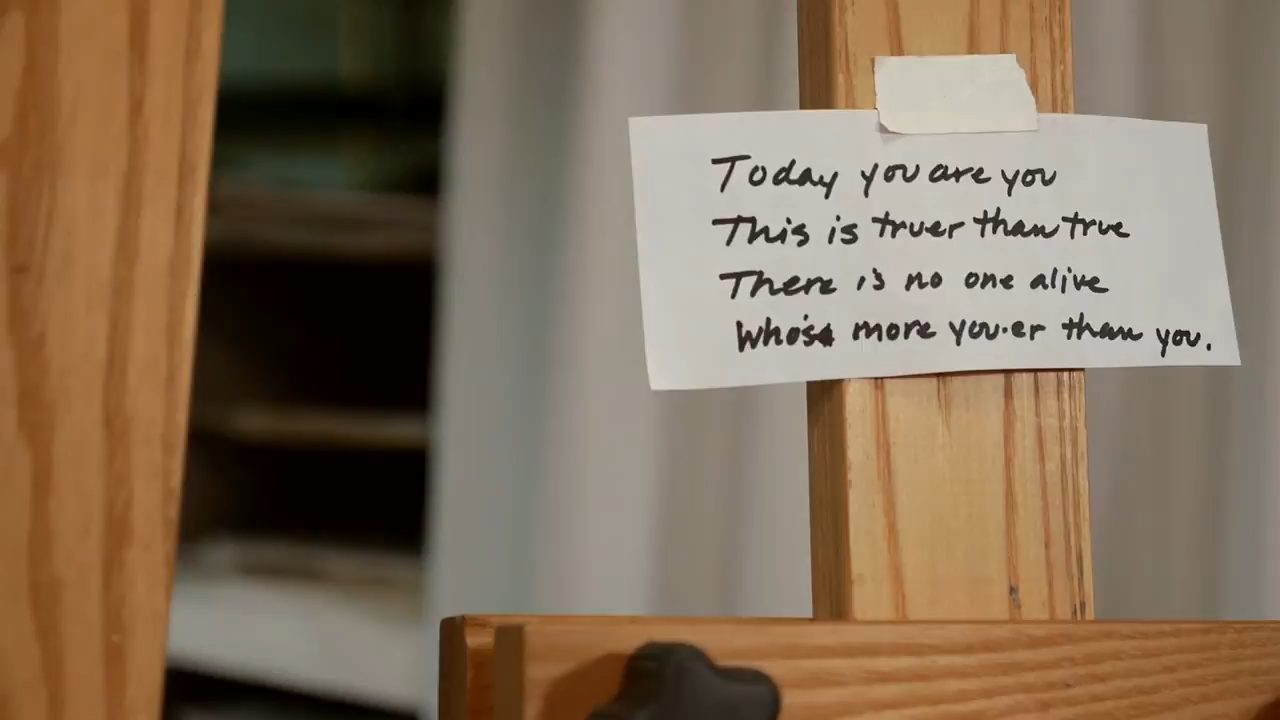 Today you are you
This is truer than true
There is no one alive
Who's more you.er than you.